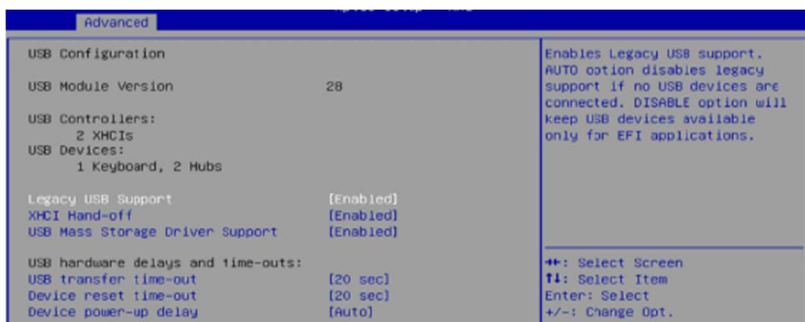 Advanced
USB Configuration
USB Module Version 28
USB Controllers:
2 XHCIs
USB Devices:
1 Keyboard, 2 Hubs
Legacy USB Support [Enabled]
XHCI Hand-off [Enabled]
USB Mass Storage Driver Support [Enabled]
USB hardware delays and time-outs:
USB transfer time-out [20 sec]
Device reset time-out [20 sec]
Device power-up delay [Auto]
Enables Legacy USB support.
AUTO option disables legacy
support if no USB devices are
connected. DISABLE option will
keep USB devices available
only for EFI applications.
→←: Select Screen
↑↓: Select Item
Enter: Select
+/-: Change Opt.